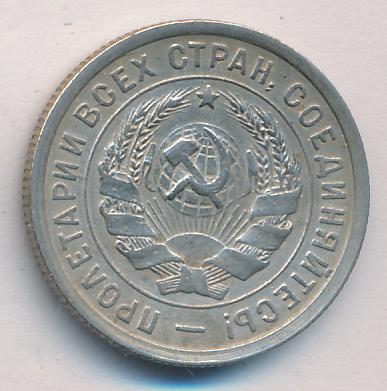 ПРОЛЕТАРИИ ВСЕХ СТРАН, СОЕДИНЯЙТЕСЬ! —